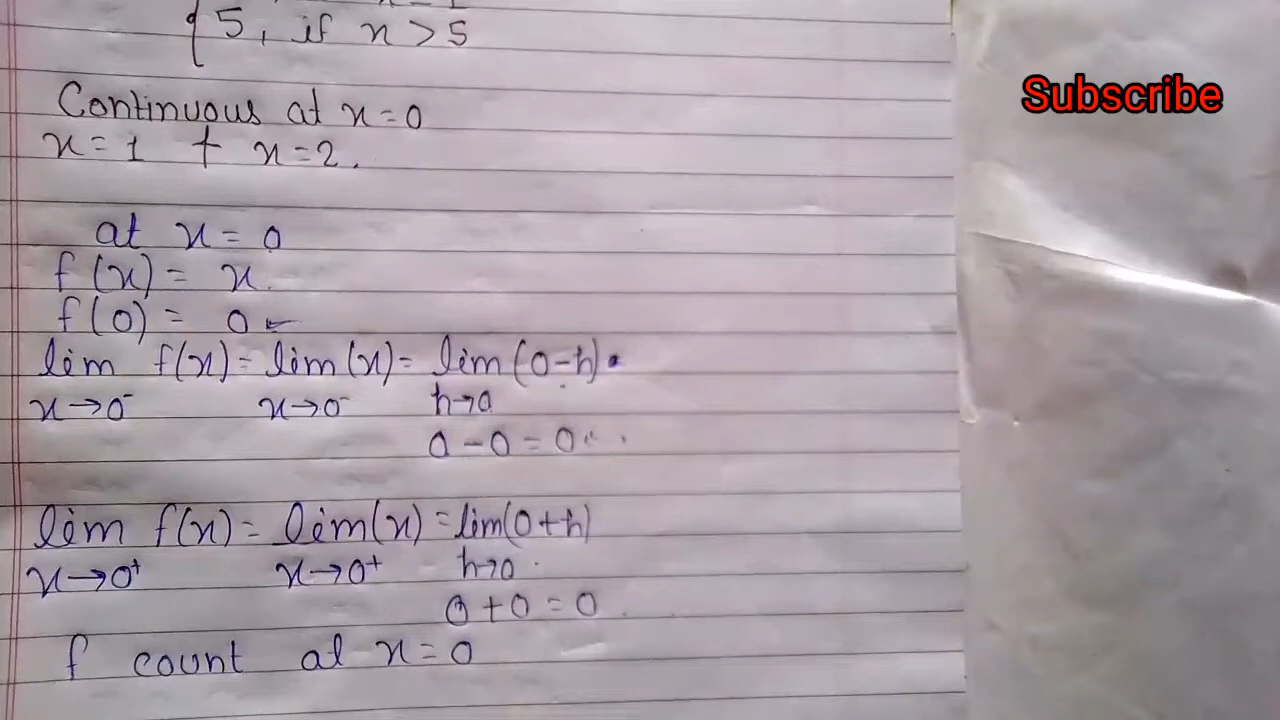 5, if x > 5
Subscribe
Continuous at x = 0
x = 1 + x = 2.
at x = 0
f(x) = x.
f(0) = 0
lim f(x) = lim (x) = lim (0-h)
x→0⁻ x→0⁻ h→0
0 - 0 = 0
lim f(x) = lim (x) = lim (0+h)
x→0⁺ x→0⁺ h→0
0 + 0 = 0
f count at x = 0